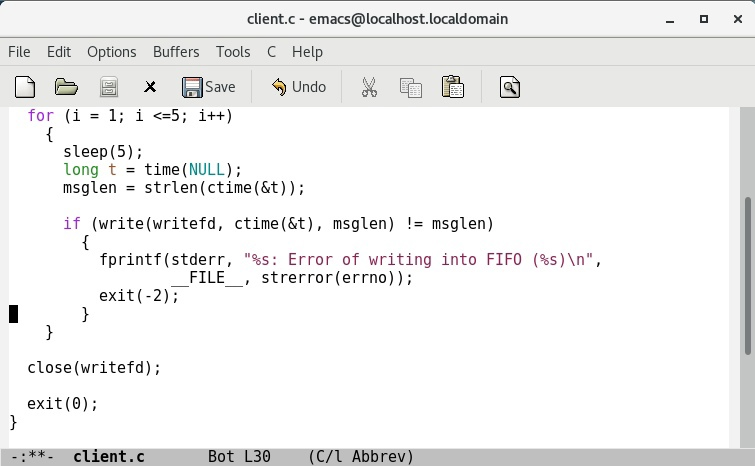 client.c - emacs@localhost.localdomain
File Edit Options Buffers Tools C Help
Save Undo
  for (i = 1; i <=5; i++)
    {
      sleep(5);
      long t = time(NULL);
      msglen = strlen(ctime(&t));
      if (write(writefd, ctime(&t), msglen) != msglen)
        {
          fprintf(stderr, "%s: Error of writing into FIFO (%s)\n",
                  __FILE__, strerror(errno));
          exit(-2);
        }
    }
  close(writefd);
  exit(0);
}
-:**-  client.c       Bot L30    (C/l Abbrev)